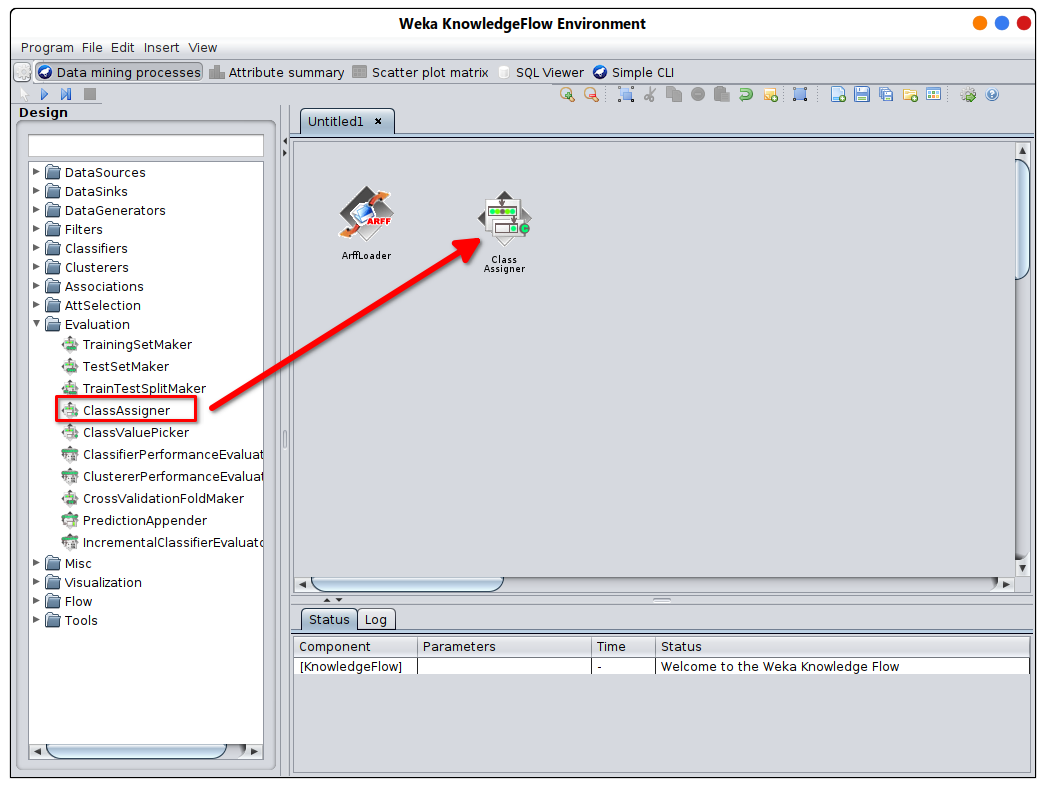 Weka KnowledgeFlow Environment
Program File Edit Insert View
Data mining processes Attribute summary Scatter plot matrix SQL Viewer Simple CLI
Design
Untitled1 ×
DataSources
DataSinks
DataGenerators
Filters
Classifiers
Clusterers
Associations
AttSelection
Evaluation
TrainingSetMaker
TestSetMaker
TrainTestSplitMaker
ClassAssigner
ClassValuePicker
ClassifierPerformanceEvaluat
ClustererPerformanceEvaluat
CrossValidationFoldMaker
PredictionAppender
IncrementalClassifierEvaluato
Misc
Visualization
Flow
Tools
ARFF
ArffLoader
Class
Assigner
Status Log
Component Parameters Time Status
[KnowledgeFlow] - Welcome to the Weka Knowledge Flow